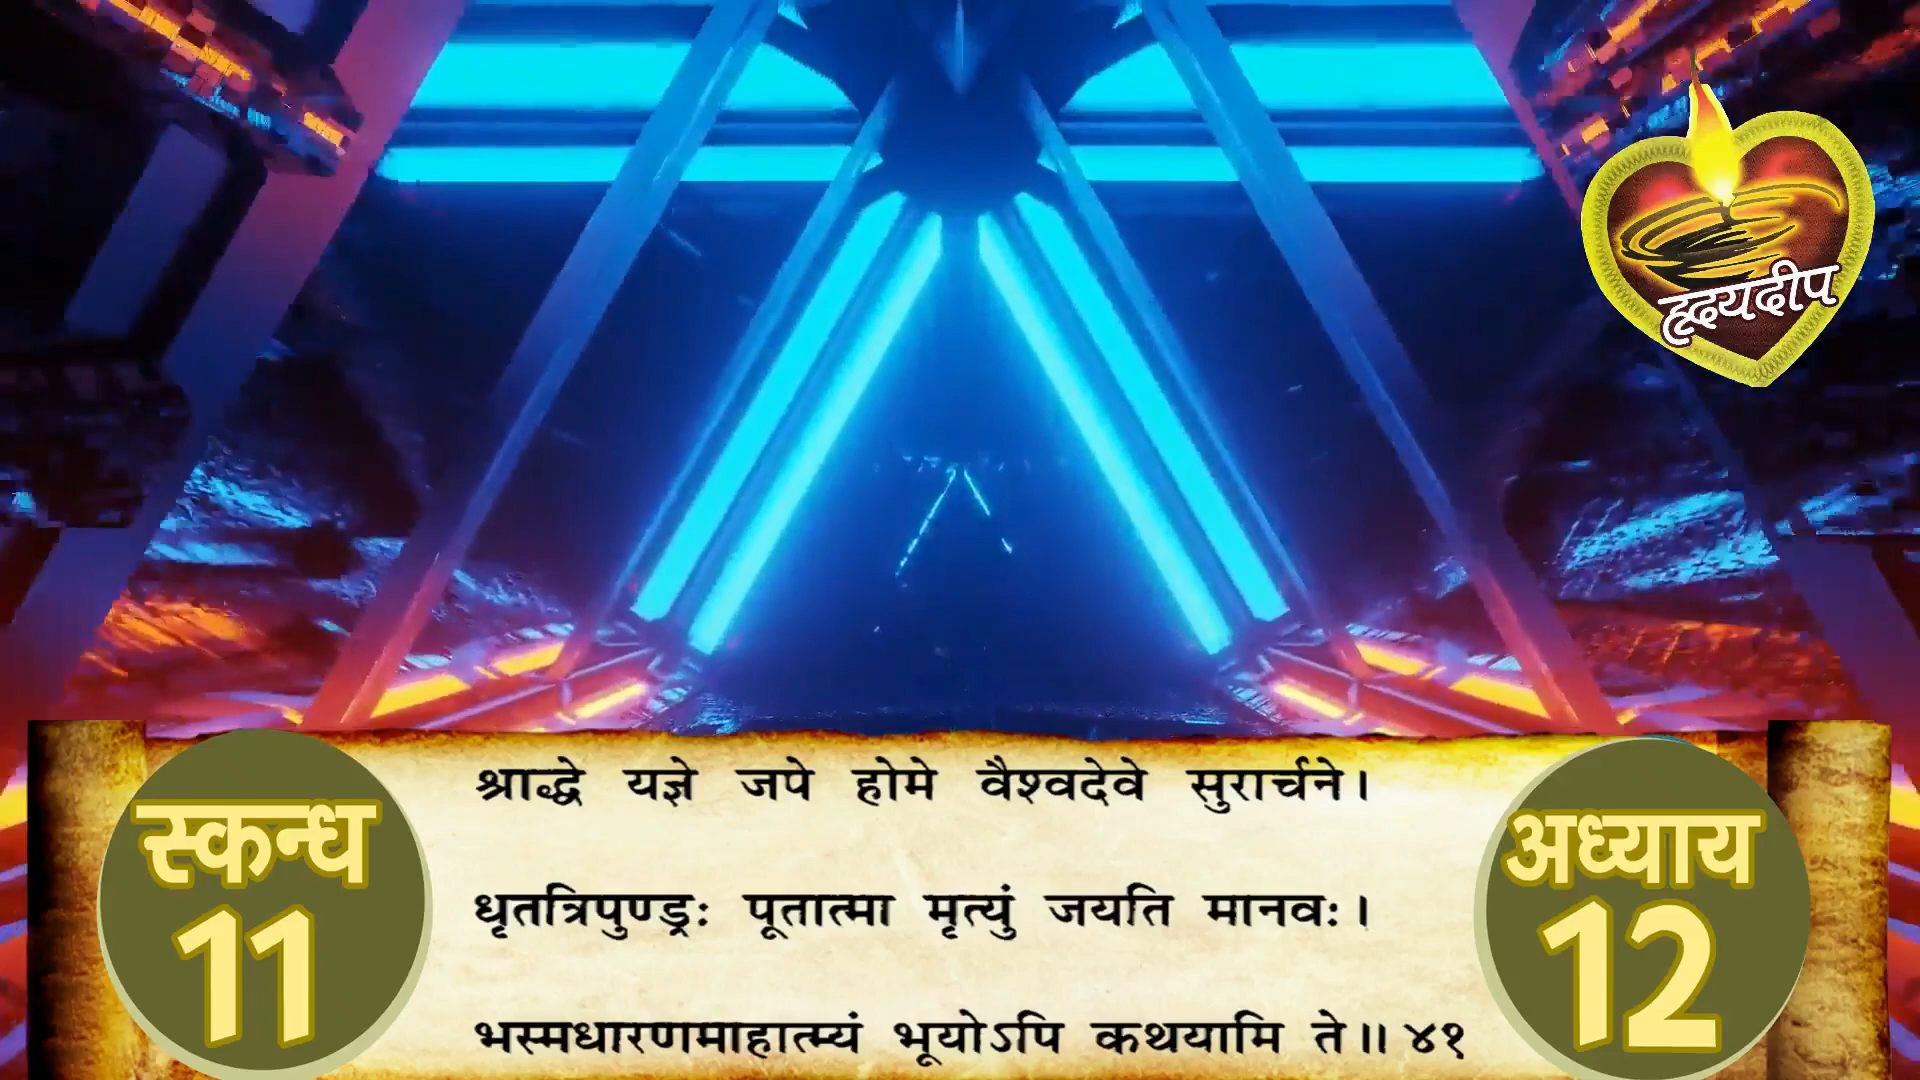 हृदयदीप
श्राद्धे यज्ञे जपे होमे वैश्वदेवे सुरार्चने।
धृतत्रिपुण्ड्रः पूतात्मा मृत्युं जयति मानवः।
भस्मधारणमाहात्म्यं भूयोऽपि कथयामि ते॥ ४१
स्कन्ध
11
अध्याय
12